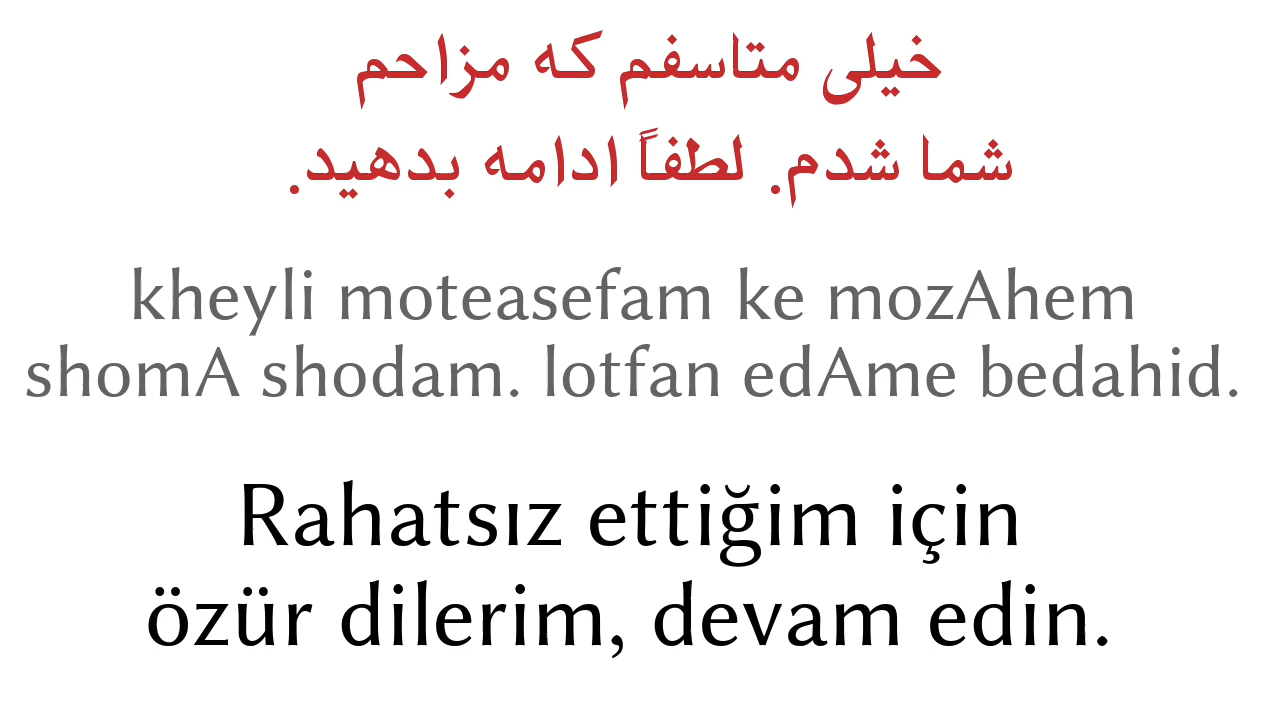 خیلی متاسفم که مزاحم
شما شدم. لطفاً ادامه بدهید.
kheyli moteasefam ke mozAhem
shomA shodam. lotfan edAme bedahid.
Rahatsız ettiğim için
özür dilerim, devam edin.